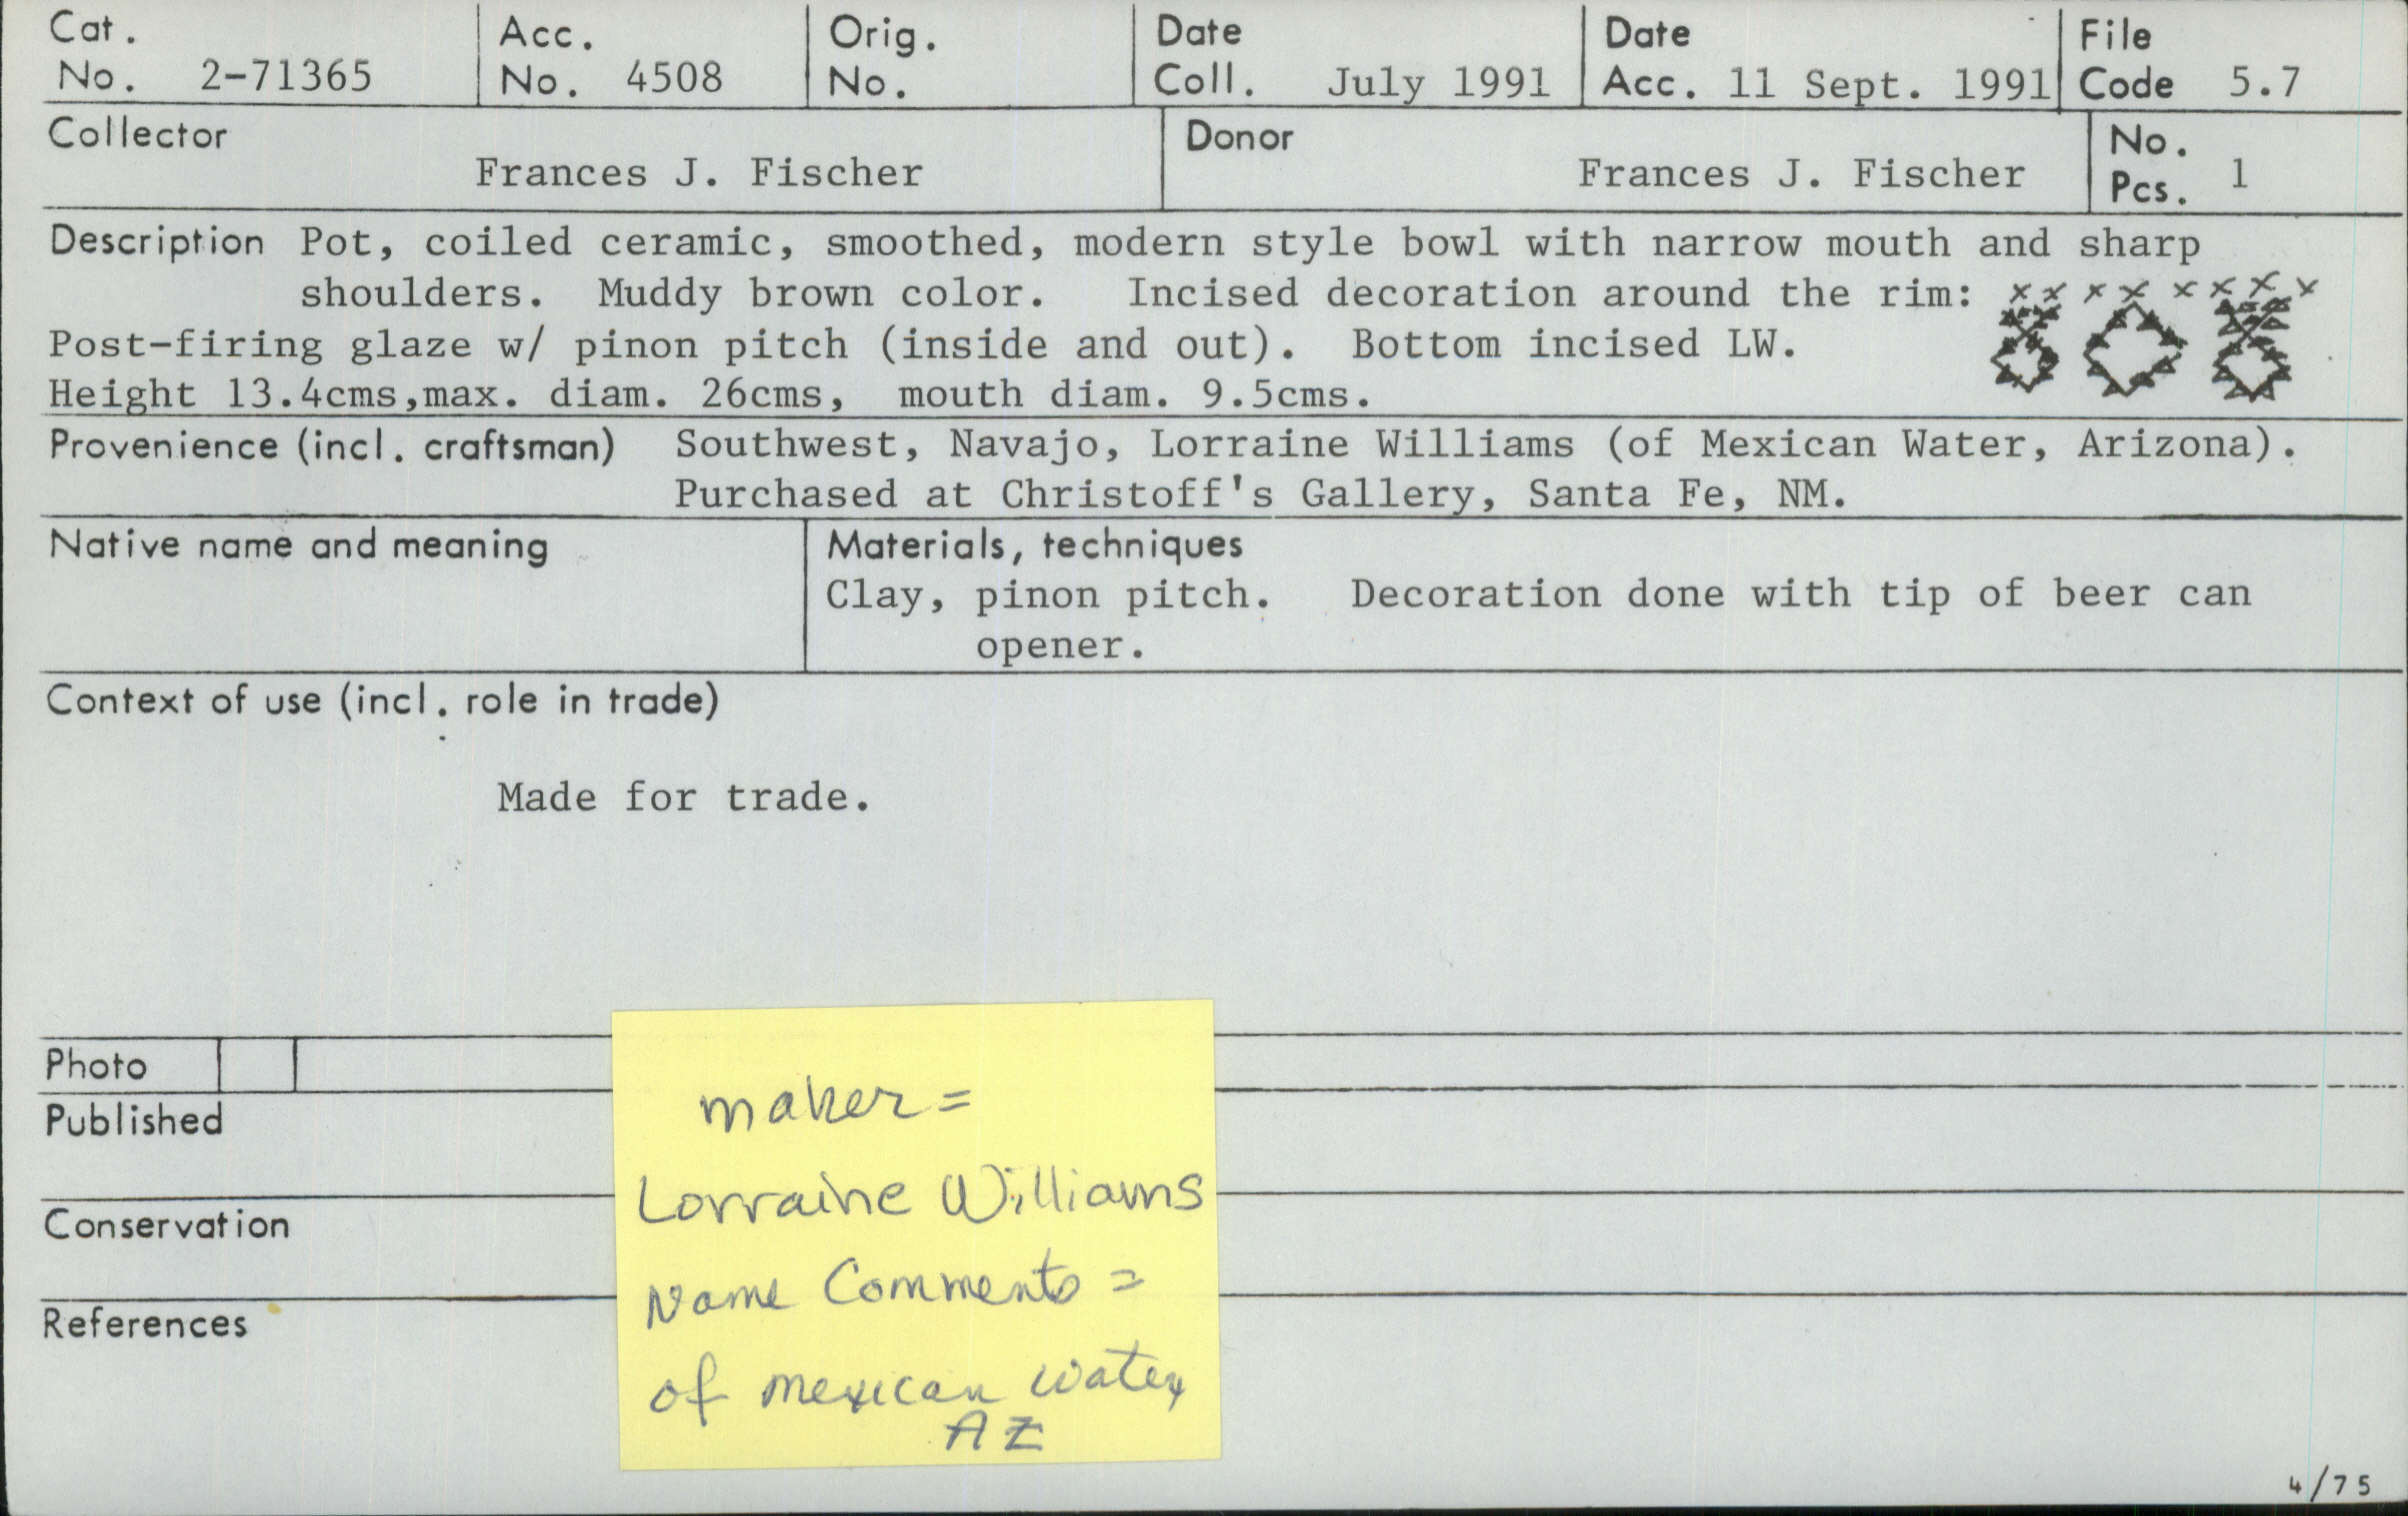 Cat. No. 2-71365 Acc. No. 4508 Orig. No. Date Coll. July 1991 Date Acc. 11 Sept. 1991 File Code 5.7
Collector Frances J. Fischer Donor Frances J. Fischer No. Pcs. 1
Description Pot, coiled ceramic, smoothed, modern style bowl with narrow mouth and sharp
shoulders. Muddy brown color. Incised decoration around the rim: x x x x x x x x
Post-firing glaze w/ pinon pitch (inside and out). Bottom incised LW.
Height 13.4cms,max. diam. 26cms, mouth diam. 9.5cms.
Provenience (incl. craftsman) Southwest, Navajo, Lorraine Williams (of Mexican Water, Arizona).
Purchased at Christoff's Gallery, Santa Fe, NM.
Native name and meaning
Materials, techniques
Clay, pinon pitch. Decoration done with tip of beer can
opener.
Context of use (incl. role in trade)
Made for trade.
Photo
Published
Conservation
References
maker =
Lorraine Williams
Name Comments =
of mexican water,
AZ
4/75